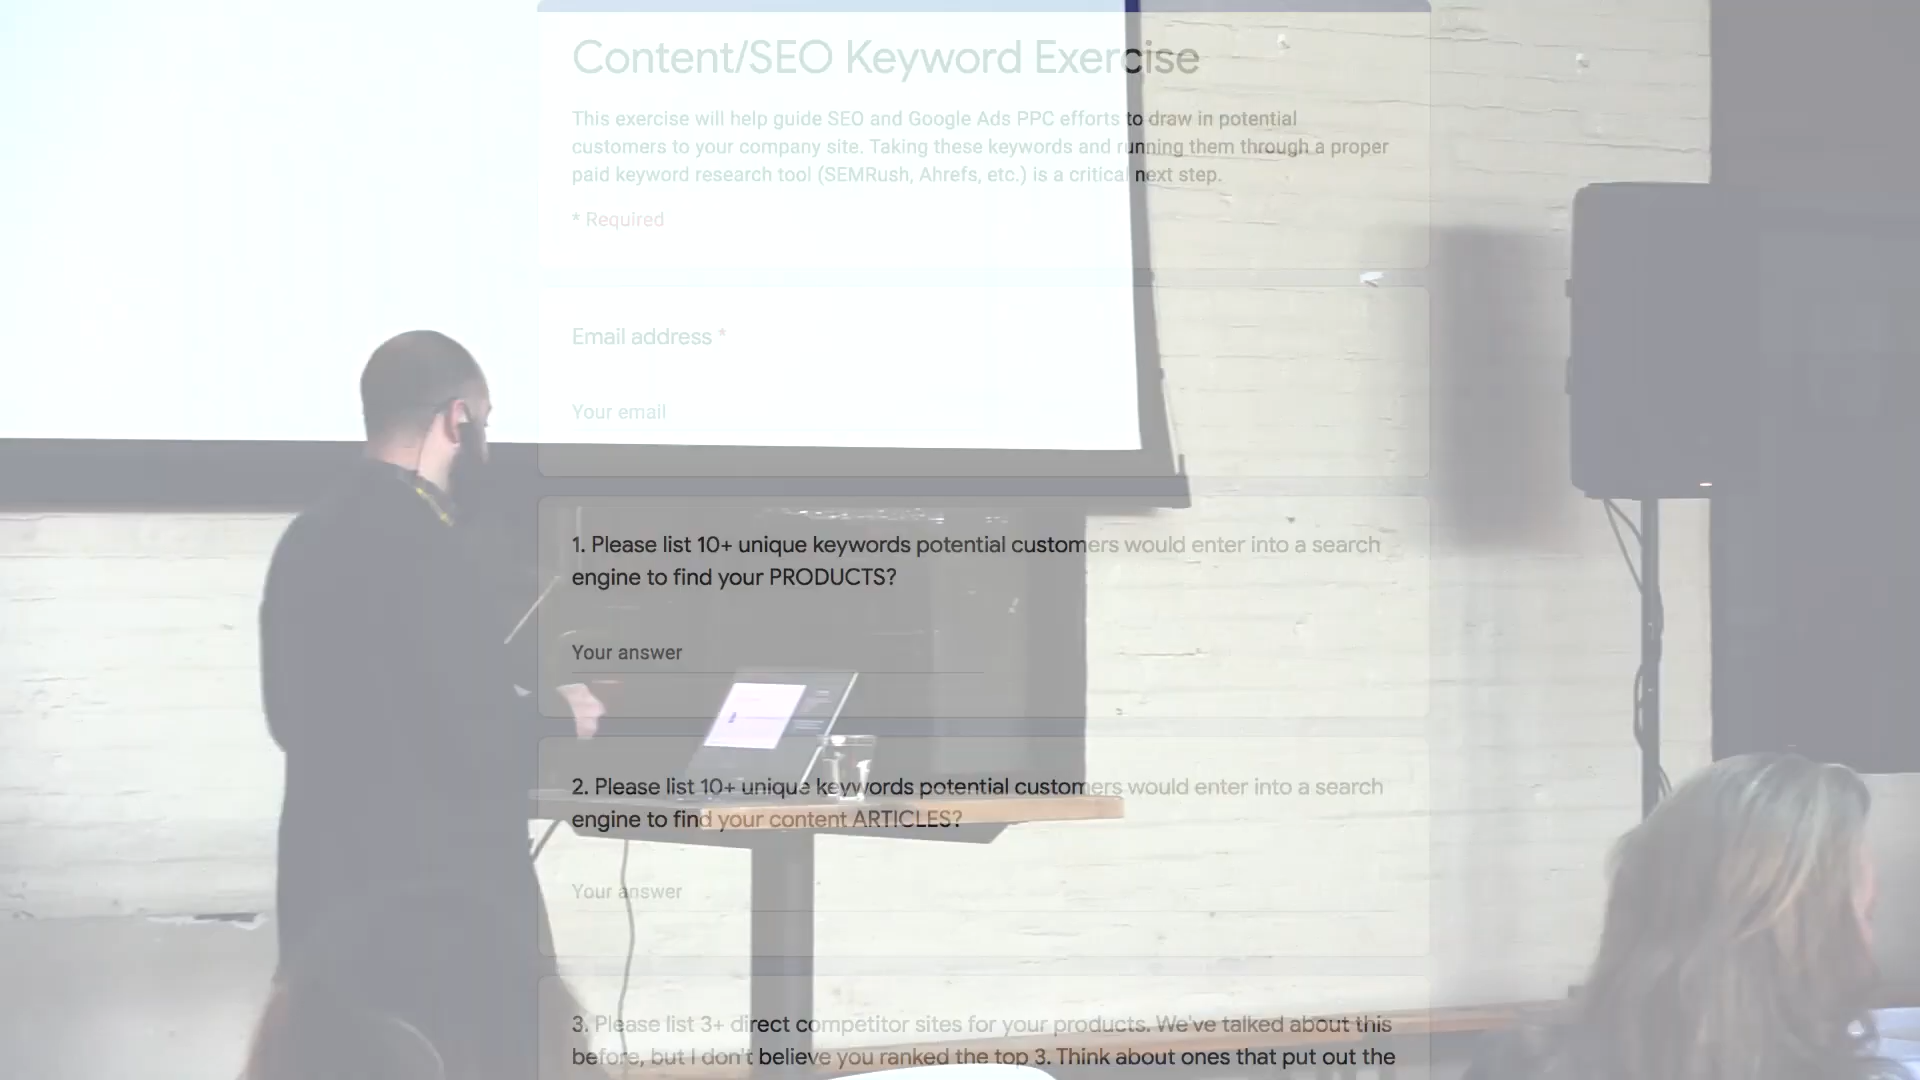 Content/SEO Keyword Exercise
This exercise will help guide SEO and Google Ads PPC efforts to draw in potential
customers to your company site. Taking these keywords and running them through a proper
paid keyword research tool (SEMRush, Ahrefs, etc.) is a critical next step.
* Required
Email address *
Your email
1. Please list 10+ unique keywords potential customers would enter into a search
engine to find your PRODUCTS?
Your answer
2. Please list 10+ unique keywords potential customers would enter into a search
engine to find your content ARTICLES?
Your answer
3. Please list 3+ direct competitor sites for your products. We've talked about this
before, but I don't believe you ranked the top 3. Think about ones that put out the